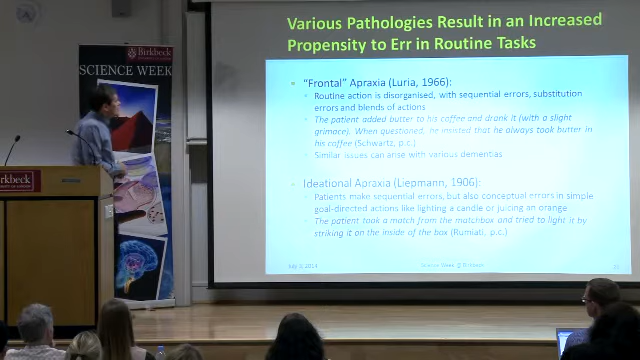 Various Pathologies Result in an Increased
Propensity to Err in Routine Tasks
Birkbeck
SCIENCE WEEK
"Frontal" Apraxia (Luria, 1966):
Routine action is disorganised, with sequential errors, substitution
errors and blends of actions
The patient added butter to his coffee and drank it (with a slight
grimace). When questioned, he insisted that he always took butter in
his coffee (Schwartz, p.c.)
Similar issues can arise with various dementias
Ideational Apraxia (Liepmann, 1906):
Patients make sequential errors, but also conceptual errors in simple
goal-directed actions like lighting a candle or juicing an orange
The patient took a match from the matchbox and tried to light it by
striking it on the inside of the box (Rumiati, p.c.)
Science Week @ Birkbeck